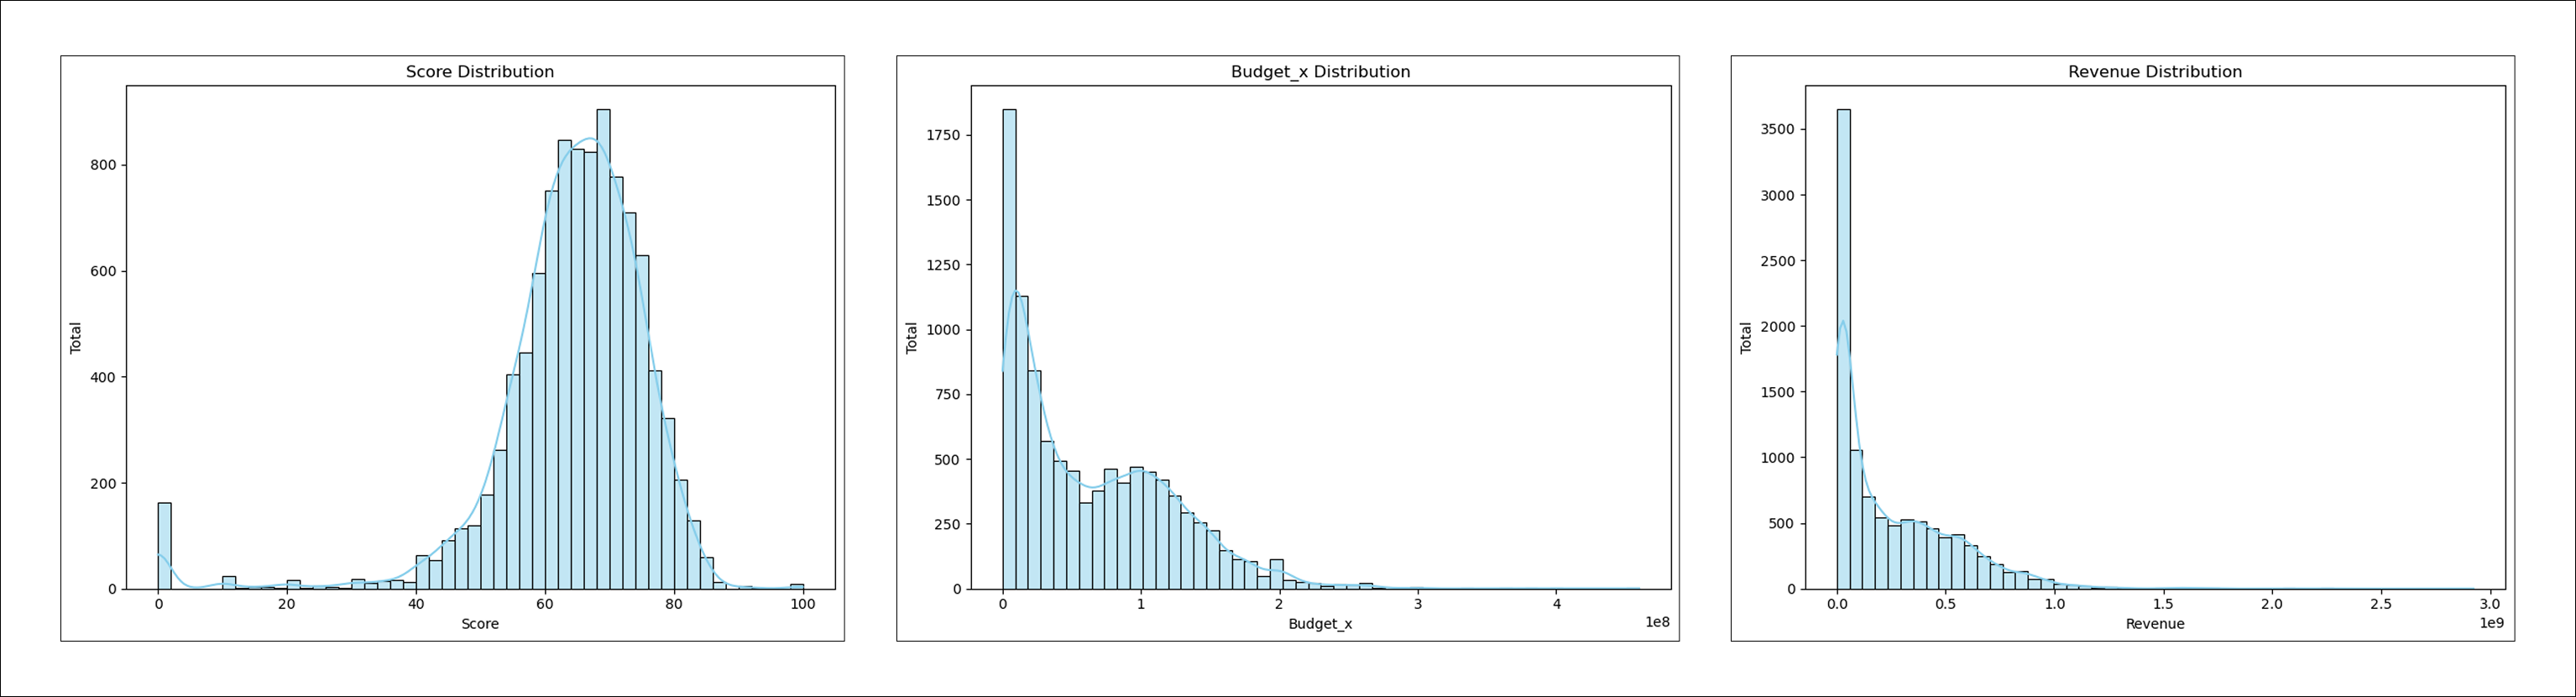 Score Distribution
Total
800
600
400
200
0
0 20 40 60 80 100
Score
Budget_x Distribution
Total
1750
1500
1250
1000
750
500
250
0
0 1 2 3 4
Budget_x
1e8
Revenue Distribution
Total
3500
3000
2500
2000
1500
1000
500
0
0.0 0.5 1.0 1.5 2.0 2.5 3.0
Revenue
1e9